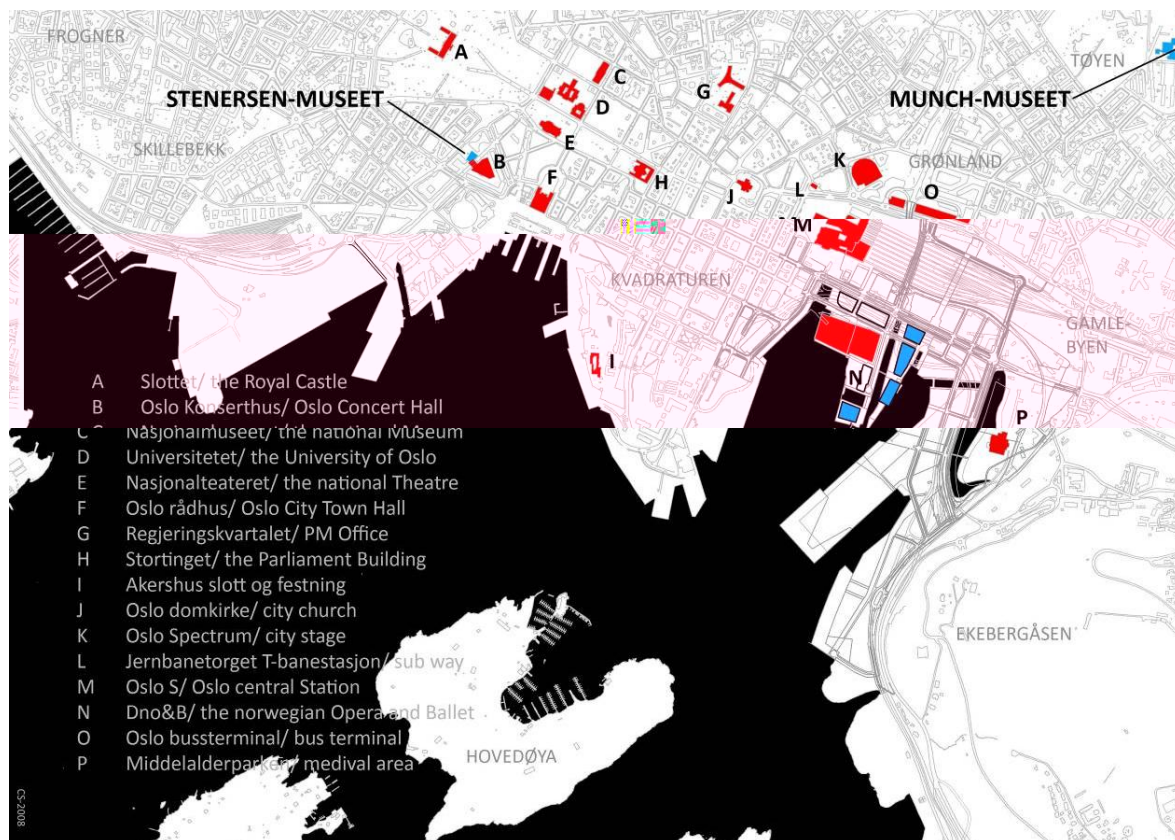 FROGNER
A
TØYEN
C
G
STENERSEN-MUSEET
MUNCH-MUSEET
D
E
SKILLEBEKK
B
K
GRØNLAND
F
H
J
L
O
M
KVADRATUREN
GAMLE-
BYEN
I
N
P
A Slottet/ the Royal Castle
B Oslo Konserthus/ Oslo Concert Hall
C Nasjonalmuseet/ the national Museum
D Universitetet/ the University of Oslo
E Nasjonalteateret/ the national Theatre
F Oslo rådhus/ Oslo City Town Hall
G Regjeringskvartalet/ PM Office
H Stortinget/ the Parliament Building
I Akershus slott og festning
J Oslo domkirke/ city church
K Oslo Spectrum/ city stage
L Jernbanetorget T-banestasjon/ sub way
M Oslo S/ Oslo central Station
N Dno&B/ the norwegian Opera and Ballet
O Oslo bussterminal/ bus terminal
P Middelalderparken/ medival area
EKEBERGÅSEN
HOVEDØYA
CS-2008